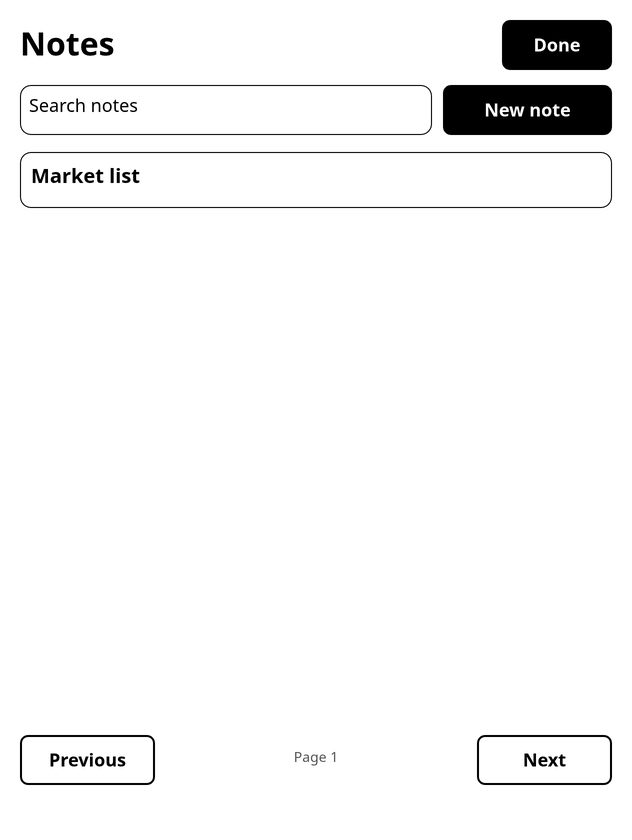 Notes
Done
Search notes
New note
Market list
Previous
Page 1
Next